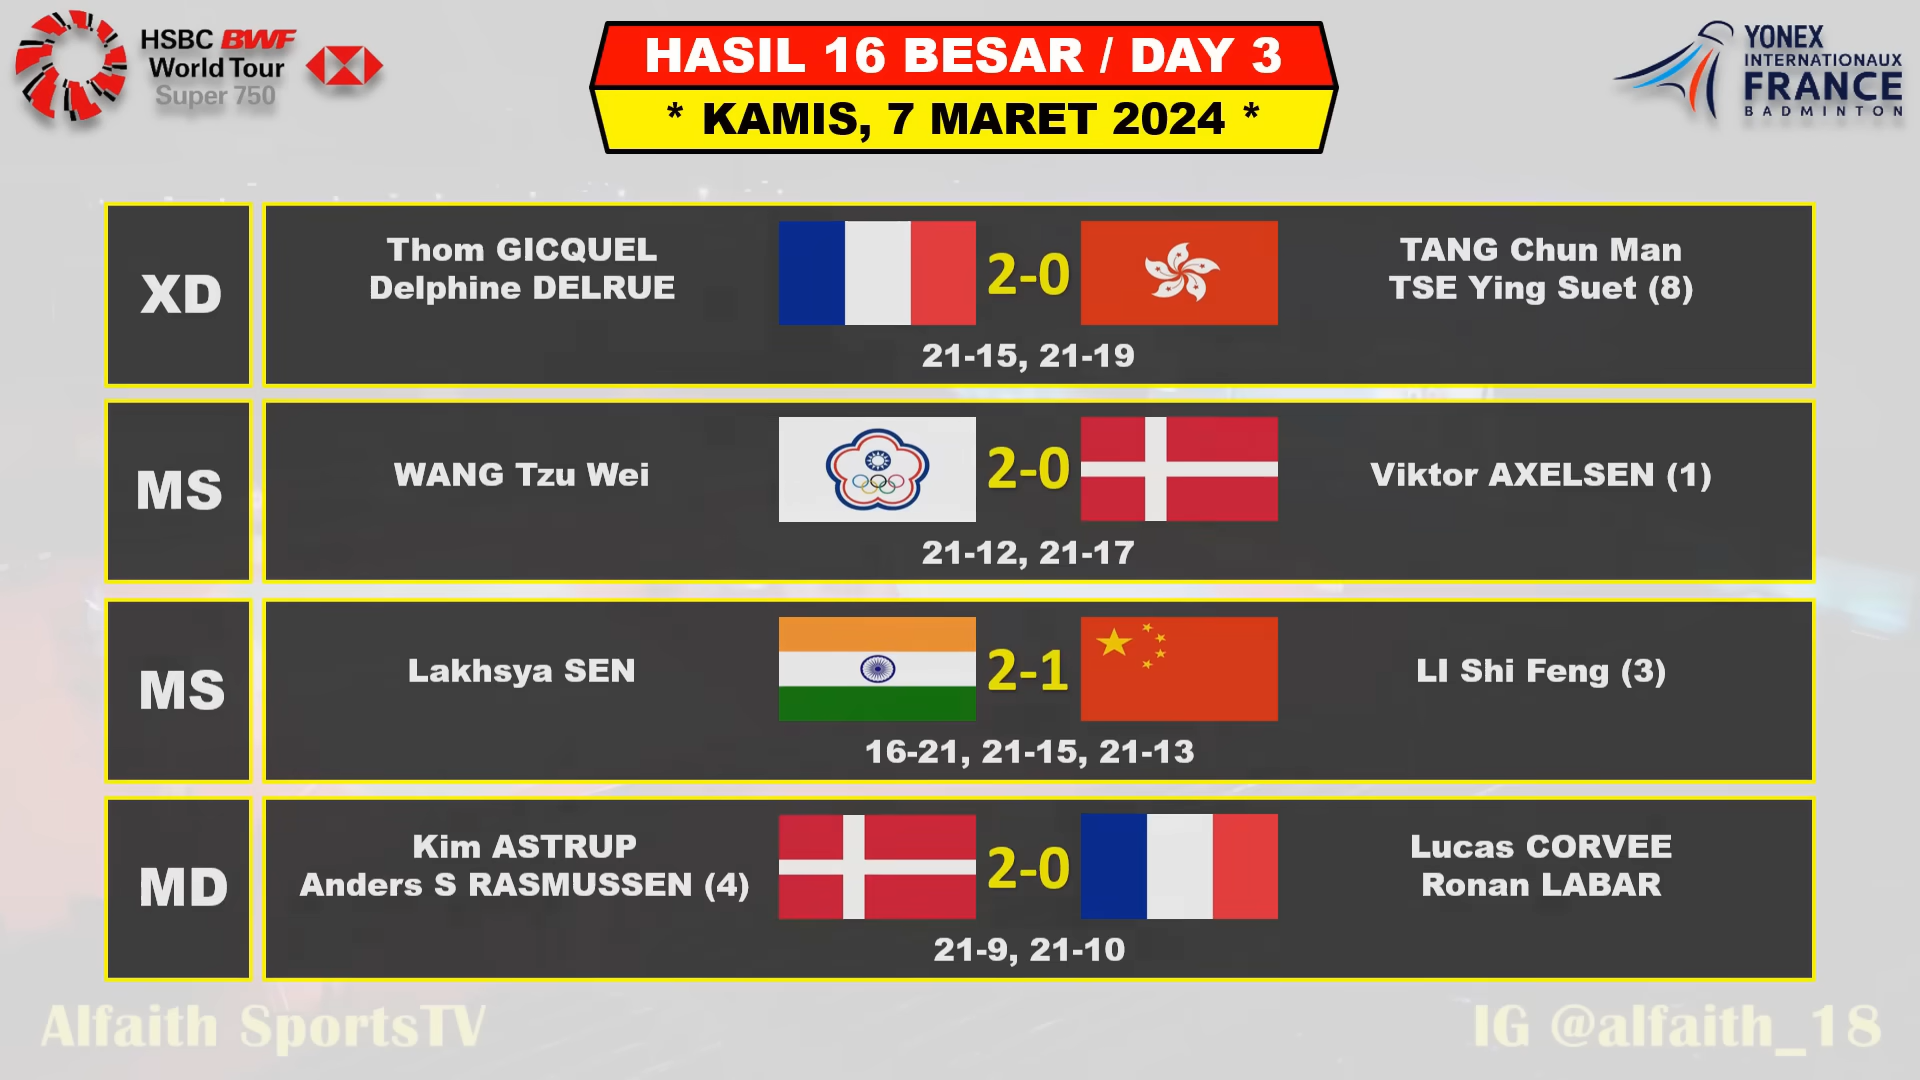 HSBC BWF
World Tour
Super 750
HASIL 16 BESAR / DAY 3
* KAMIS, 7 MARET 2024 *
YONEX
INTERNATIONAUX
FRANCE
BADMINTON
XD
Thom GICQUEL
Delphine DELRUE
2-0
TANG Chun Man
TSE Ying Suet (8)
21-15, 21-19
MS
WANG Tzu Wei
2-0
Viktor AXELSEN (1)
21-12, 21-17
MS
Lakhsya SEN
2-1
LI Shi Feng (3)
16-21, 21-15, 21-13
MD
Kim ASTRUP
Anders S RASMUSSEN (4)
2-0
Lucas CORVEE
Ronan LABAR
21-9, 21-10
Alfaith SportsTV
IG @alfaith_18